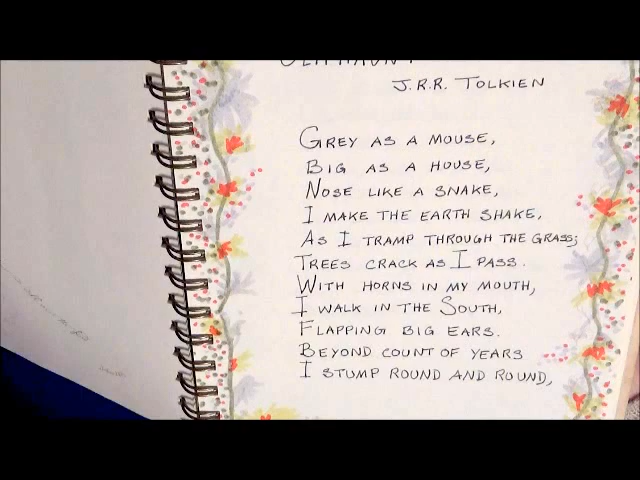 J.R.R. TOLKIEN
GREY AS A MOUSE,
BIG AS A HOUSE,
NOSE LIKE A SNAKE,
I MAKE THE EARTH SHAKE,
AS I TRAMP THROUGH THE GRASS;
TREES CRACK AS I PASS.
WITH HORNS IN MY MOUTH,
I WALK IN THE SOUTH,
FLAPPING BIG EARS.
BEYOND COUNT OF YEARS
I STUMP ROUND AND ROUND,